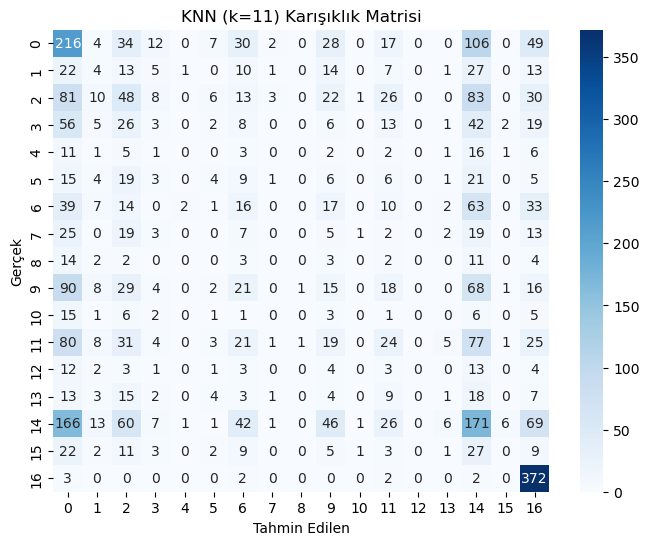 KNN (k=11) Karışıklık Matrisi
0 216 4 34 12 0 7 30 2 0 28 0 17 0 0 106 0 49
1 22 4 13 5 1 0 10 1 0 14 0 7 0 1 27 0 13
2 81 10 48 8 0 6 13 3 0 22 1 26 0 0 83 0 30
3 56 5 26 3 0 2 8 0 0 6 0 13 0 1 42 2 19
4 11 1 5 1 0 0 3 0 0 2 0 2 0 1 16 1 6
5 15 4 19 3 0 4 9 1 0 6 0 6 0 1 21 0 5
6 39 7 14 0 2 1 16 0 0 17 0 10 0 2 63 0 33
7 25 0 19 3 0 0 7 0 0 5 1 2 0 2 19 0 13
8 14 2 2 0 0 0 3 0 0 3 0 2 0 0 11 0 4
9 90 8 29 4 0 2 21 0 1 15 0 18 0 0 68 1 16
10 15 1 6 2 0 1 1 0 0 3 0 1 0 0 6 0 5
11 80 8 31 4 0 3 21 1 1 19 0 24 0 5 77 1 25
12 12 2 3 1 0 1 3 0 0 4 0 3 0 0 13 0 4
13 13 3 15 2 0 4 3 1 0 4 0 9 0 1 18 0 7
14 166 13 60 7 1 1 42 1 0 46 1 26 0 6 171 6 69
15 22 2 11 3 0 2 9 0 0 5 1 3 0 1 27 0 9
16 3 0 0 0 0 0 2 0 0 0 0 2 0 0 2 0 372
0 1 2 3 4 5 6 7 8 9 10 11 12 13 14 15 16
Gerçek
Tahmin Edilen
350
300
250
200
150
100
50
0